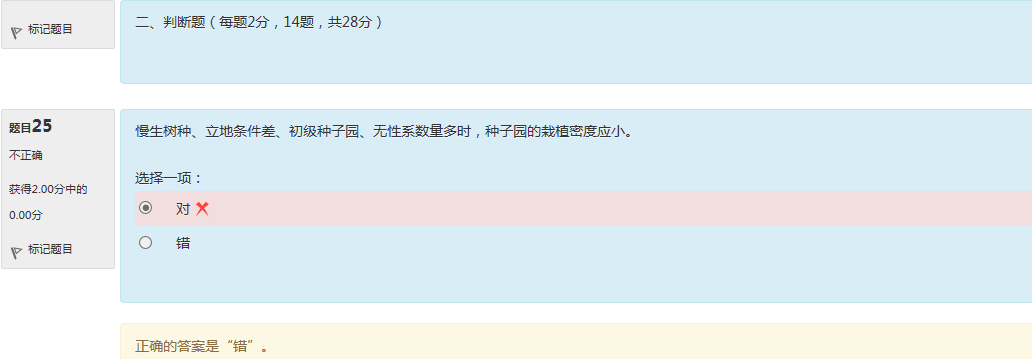 标记题目
二、判断题（每题2分，14题，共28分）
题目25
不正确
获得2.00分中的
0.00分
标记题目
慢生树种、立地条件差、初级种子园、无性系数量多时，种子园的栽植密度应小。
选择一项：
对
错
正确的答案是“错”。